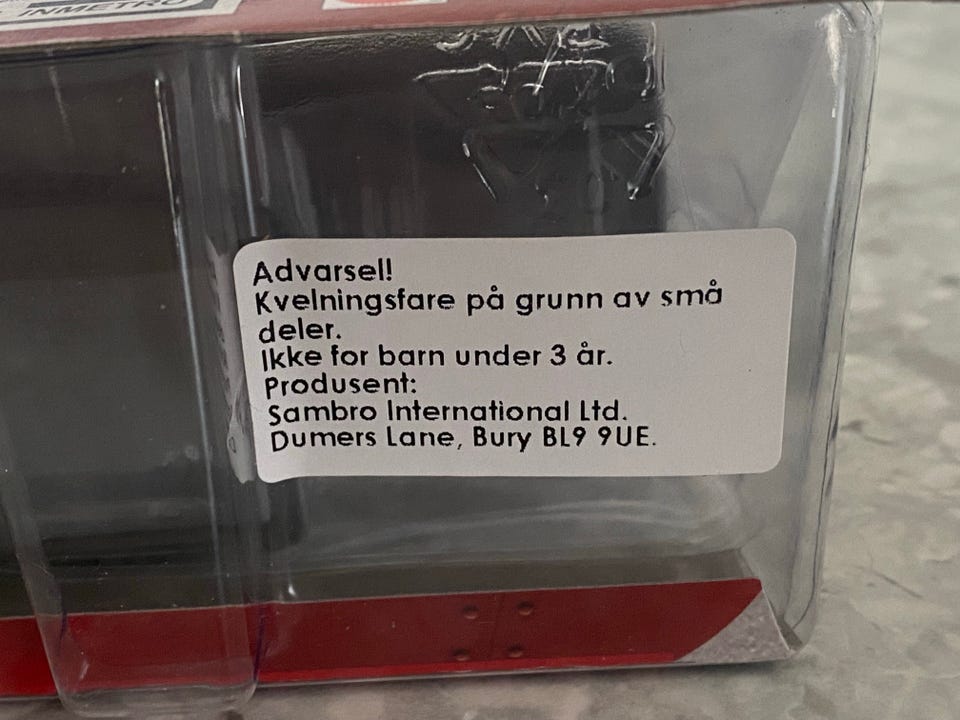 INMETRO
Advarsel!
Kvelningsfare på grunn av små
deler.
Ikke for barn under 3 år.
Produsent:
Sambro International Ltd.
Dumers Lane, Bury BL9 9UE.